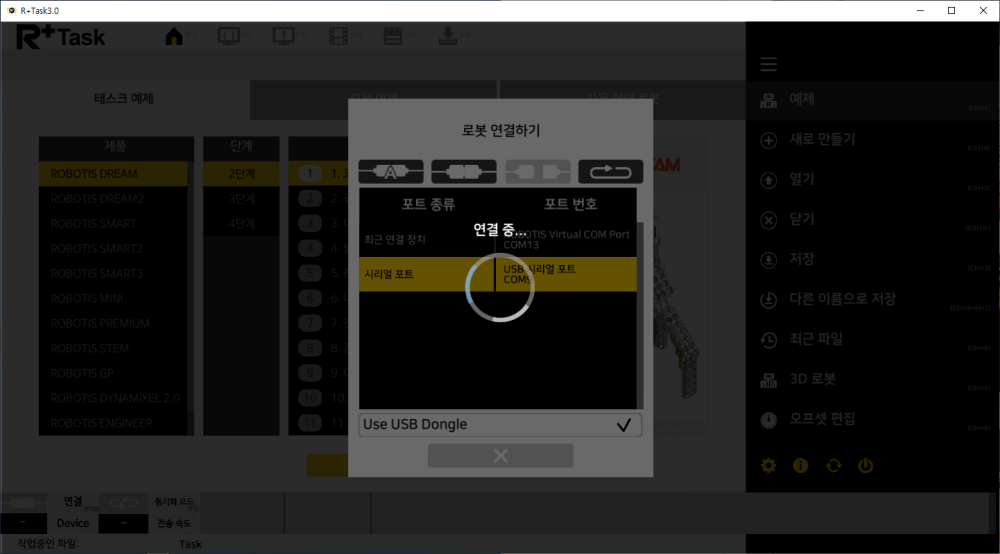 R+Task3.0
R+Task
태스크 예제
모션 예제
로봇 연결하기
포트 종류
포트 번호
연결 중...
최근 연결 장치
ROBOTIS Virtual COM Port
COM13
시리얼 포트
USB 시리얼 포트
COM9
Use USB Dongle
제품
단계
ROBOTIS DREAM
2단계
1
1.
ROBOTIS DREAM2
3단계
2
2.
ROBOTIS SMART
4단계
3
3.
ROBOTIS SMART2
4
4.
ROBOTIS SMART3
5
5.
ROBOTIS MINI
6
6.
ROBOTIS PREMIUM
7
7.
ROBOTIS STEM
8
8.
ROBOTIS GP
9
9.
ROBOTIS DYNAMIXEL 2.0
10
10.
ROBOTIS ENGINEER
11
11.
예제
새로 만들기
열기
닫기
저장
다른 이름으로 저장
최근 파일
3D 로봇
오프셋 편집
연결
동기화 모드
-
Device
-
전송 속도
작업중인 파일:
Task